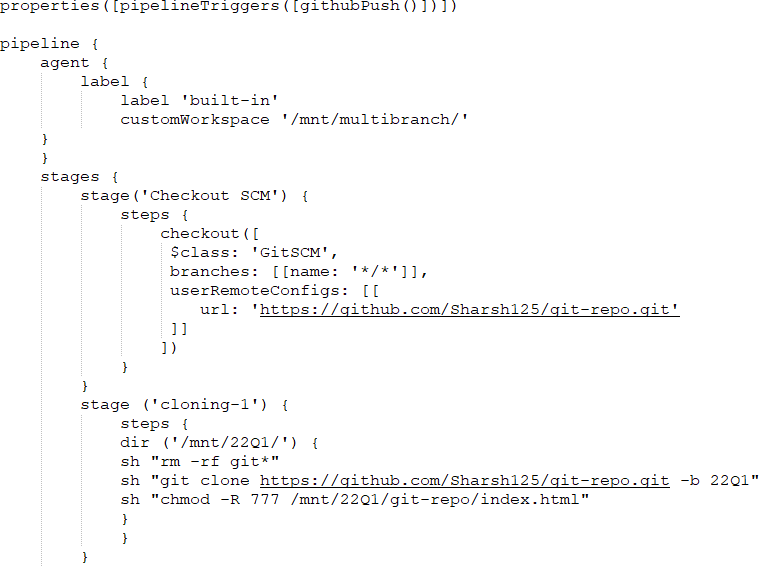 properties([pipelineTriggers([githubPush()])])
pipeline {
agent {
label {
label 'built-in'
customWorkspace '/mnt/multibranch/'
}
}
stages {
stage('Checkout SCM') {
steps {
checkout([
$class: 'GitSCM',
branches: [[name: '*/*']],
userRemoteConfigs: [[
url: 'https://github.com/Sharsh125/git-repo.git'
]]
])
}
}
stage ('cloning-1') {
steps {
dir ('/mnt/22Q1/') {
sh "rm -rf git*"
sh "git clone https://github.com/Sharsh125/git-repo.git -b 22Q1"
sh "chmod -R 777 /mnt/22Q1/git-repo/index.html"
}
}
}